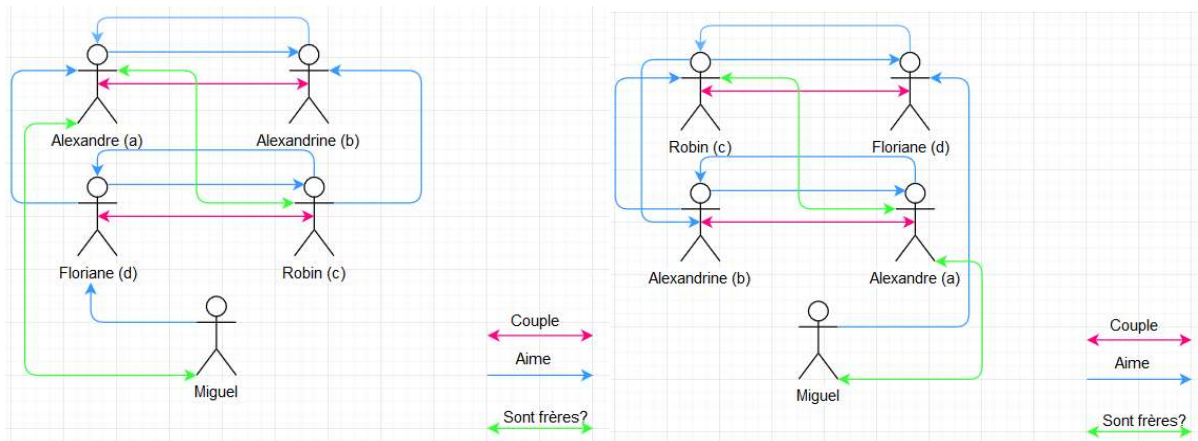 Alexandre (a)
Alexandrine (b)
Floriane (d)
Robin (c)
Miguel
Couple
Aime
Sont frères?
Robin (c)
Floriane (d)
Alexandrine (b)
Alexandre (a)
Miguel
Couple
Aime
Sont frères?